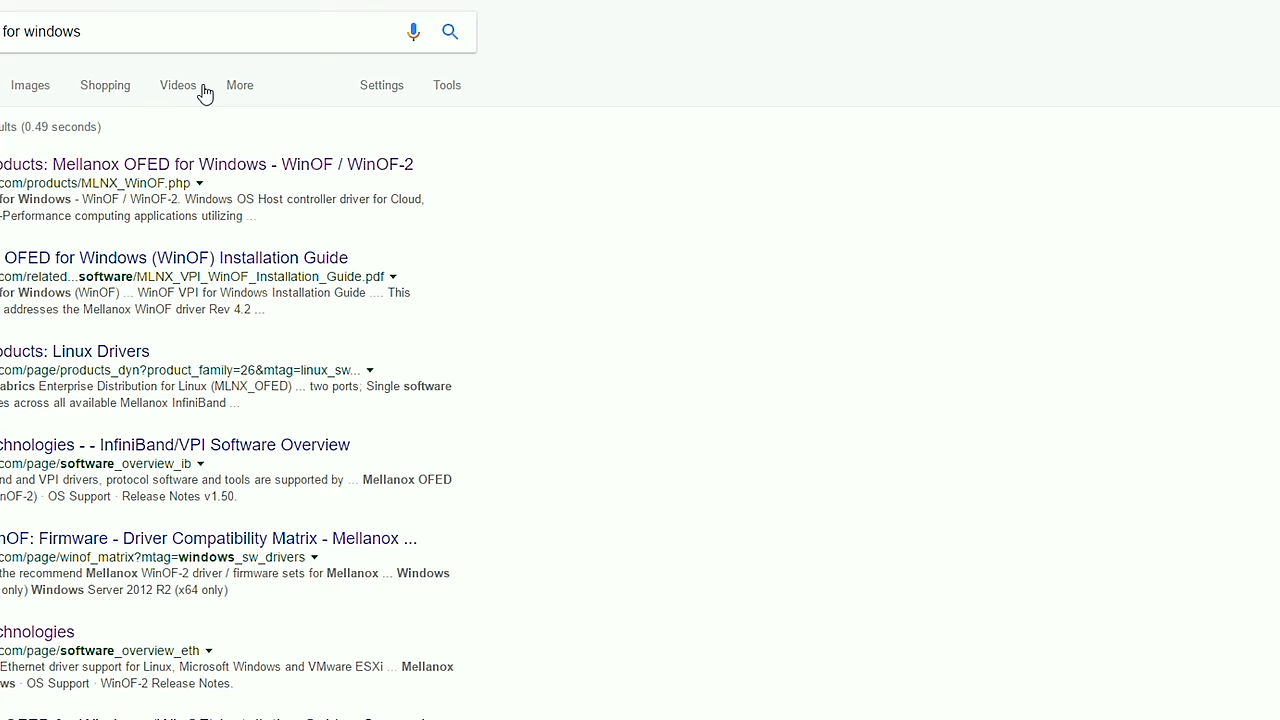 for windows
Images Shopping Videos More Settings Tools
ults (0.49 seconds)
oducts: Mellanox OFED for Windows - WinOF / WinOF-2
com/products/MLNX_WinOF.php
for Windows - WinOF / WinOF-2. Windows OS Host controller driver for Cloud,
-Performance computing applications utilizing ...
OFED for Windows (WinOF) Installation Guide
com/related...software/MLNX_VPI_WinOF_Installation_Guide.pdf
for Windows (WinOF) ... WinOF VPI for Windows Installation Guide .... This
addresses the Mellanox WinOF driver Rev 4.2 ...
oducts: Linux Drivers
com/page/products_dyn?product_family=26&mtag=linux_sw...
abrics Enterprise Distribution for Linux (MLNX_OFED) ... two ports; Single software
es across all available Mellanox InfiniBand ...
chnologies - - InfiniBand/VPI Software Overview
com/page/software_overview_ib
nd and VPI drivers, protocol software and tools are supported by ... Mellanox OFED
nOF-2) · OS Support · Release Notes v1.50.
nOF: Firmware - Driver Compatibility Matrix - Mellanox ...
com/page/winof_matrix?mtag=windows_sw_drivers
the recommend Mellanox WinOF-2 driver / firmware sets for Mellanox ... Windows
only) Windows Server 2012 R2 (x64 only)
chnologies
com/page/software_overview_eth
Ethernet driver support for Linux, Microsoft Windows and VMware ESXi ... Mellanox
ws · OS Support · WinOF-2 Release Notes.